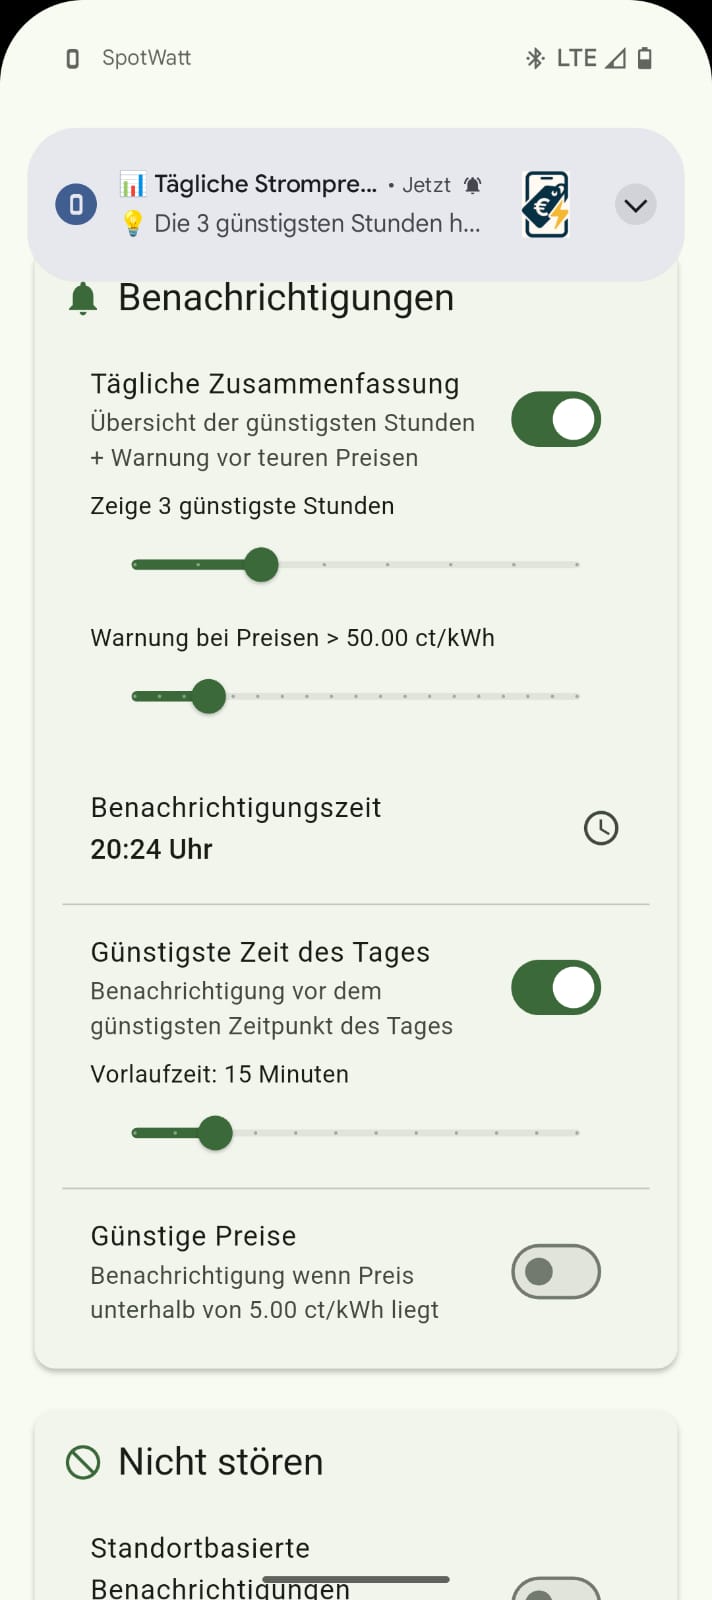 SpotWatt LTE
📊 Tägliche Strompre... • Jetzt
💡 Die 3 günstigsten Stunden h...
Benachrichtigungen
Tägliche Zusammenfassung
Übersicht der günstigsten Stunden
+ Warnung vor teuren Preisen
Zeige 3 günstigste Stunden
Warnung bei Preisen > 50.00 ct/kWh
Benachrichtigungszeit
20:24 Uhr
Günstigste Zeit des Tages
Benachrichtigung vor dem
günstigsten Zeitpunkt des Tages
Vorlaufzeit: 15 Minuten
Günstige Preise
Benachrichtigung wenn Preis
unterhalb von 5.00 ct/kWh liegt
Nicht stören
Standortbasierte
Benachrichtigungen